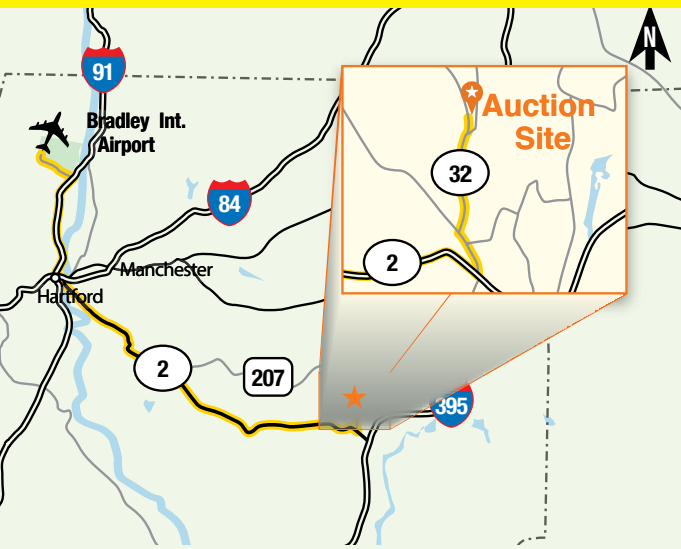 N
91
Bradley Int.
Airport
Auction
Site
32
84
2
Manchester
Hartford
2
207
395